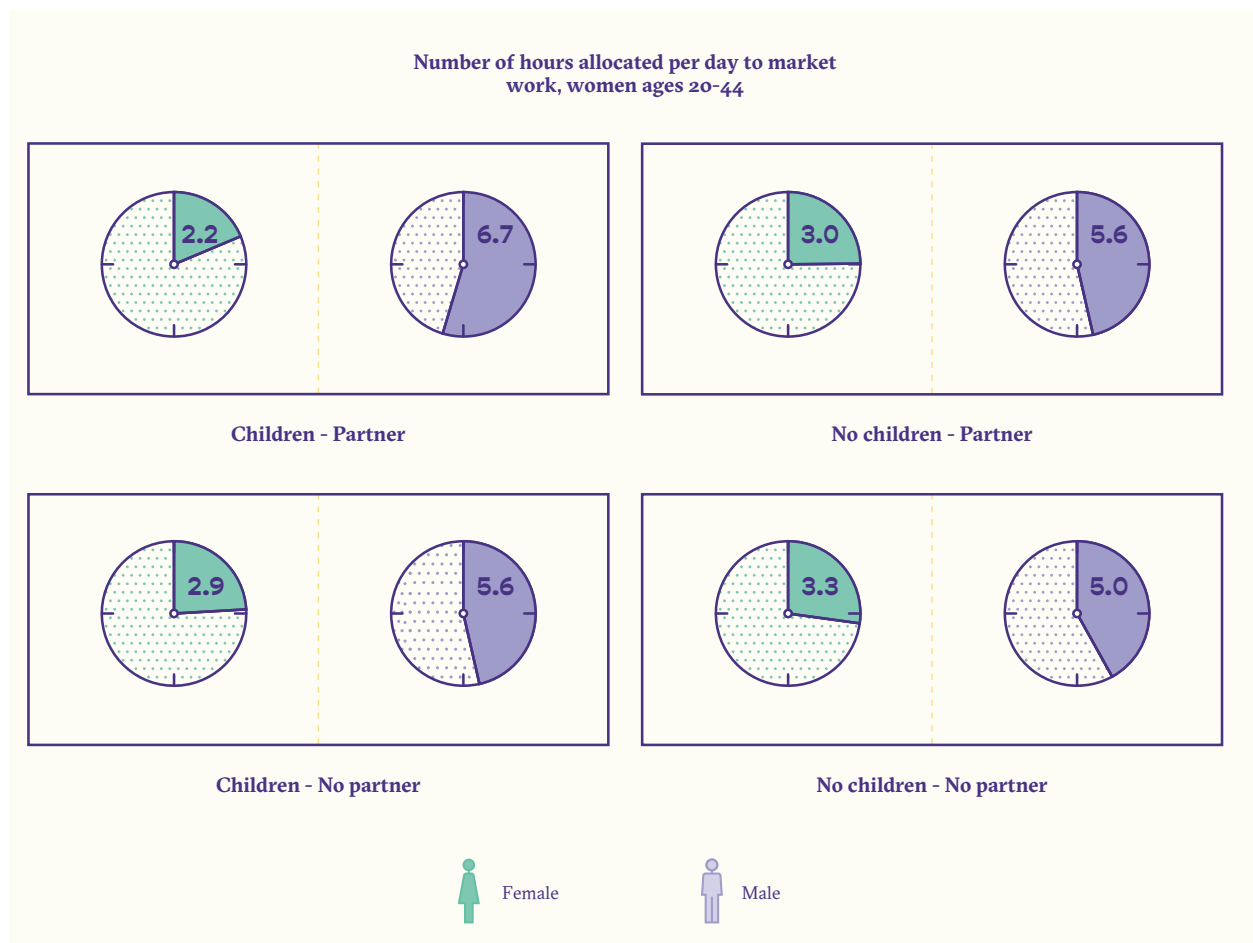 Number of hours allocated per day to market
work, women ages 20-44
2.2
6.7
3.0
5.6
Children - Partner
No children - Partner
2.9
5.6
3.3
5.0
Children - No partner
No children - No partner
Female
Male